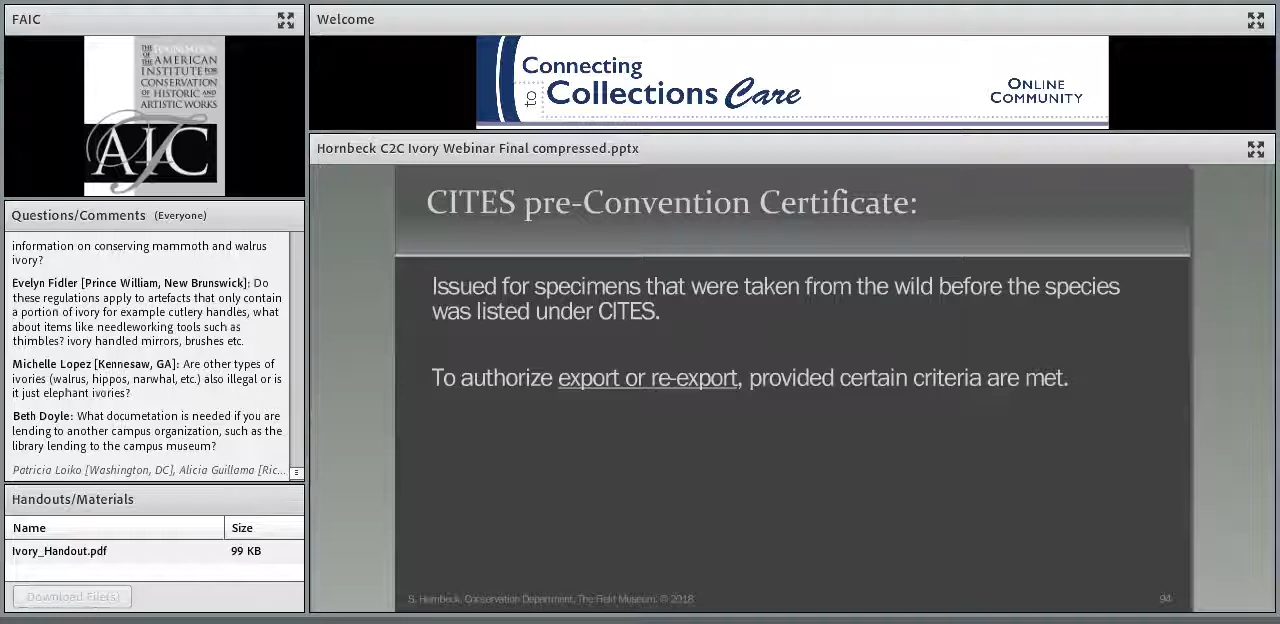 FAIC
THE FOUNDATION
OF THE AMERICAN
INSTITUTE FOR
CONSERVATION
OF HISTORIC AND
ARTISTIC WORKS
AIC
Questions/Comments (Everyone)
information on conserving mammoth and walrus
ivory?
Evelyn Fidler [Prince William, New Brunswick]: Do
these regulations apply to artefacts that only contain
a portion of ivory for example cutlery handles, what
about items like needleworking tools such as
thimbles? ivory handled mirrors, brushes etc.
Michelle Lopez [Kennesaw, GA]: Are other types of
ivories (walrus, hippos, narwhal, etc.) also illegal or is
it just elephant ivories?
Beth Doyle: What documetation is needed if you are
lending to another campus organization, such as the
library lending to the campus museum?
Patricia Loiko [Washington, DC], Alicia Guillama [Ric...
Handouts/Materials
Name Size
Ivory_Handout.pdf 99 KB
Download File(s)
Welcome
Connecting
to Collections Care
ONLINE
COMMUNITY
Hornbeck C2C Ivory Webinar Final compressed.pptx
CITES pre-Convention Certificate:
Issued for specimens that were taken from the wild before the species
was listed under CITES.
To authorize export or re-export, provided certain criteria are met.
S. Hornbeck, Conservation Department, The Field Museum. © 2018
94